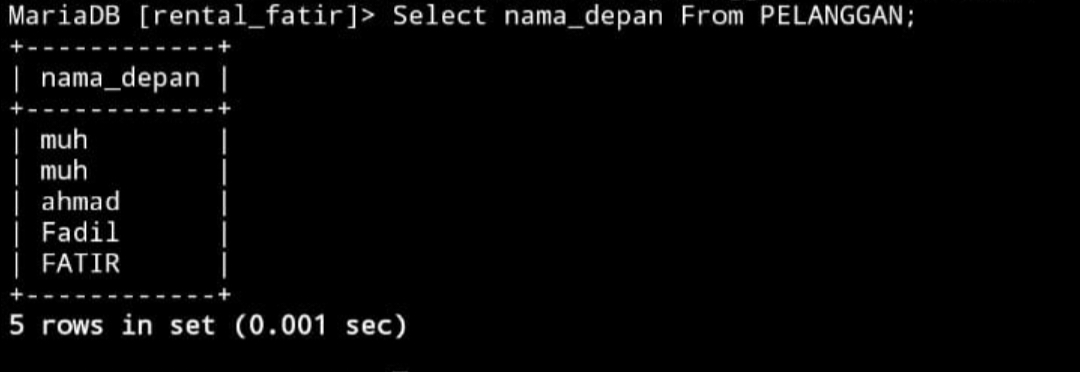 MariaDB [rental_fatir]> Select nama_depan From PELANGGAN;
+------------+
| nama_depan |
+------------+
| muh        |
| muh        |
| ahmad      |
| Fadil      |
| FATIR      |
+------------+
5 rows in set (0.001 sec)